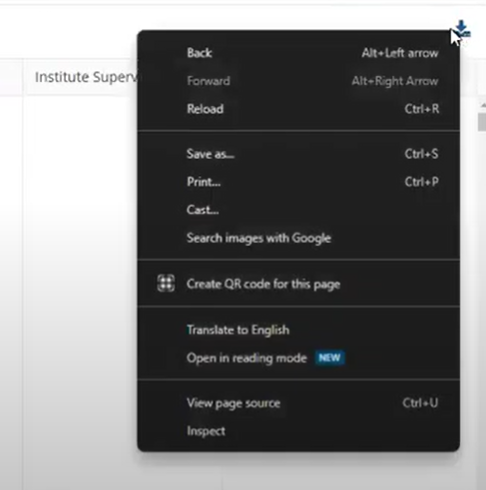 Institute Superv
Back Alt+Left arrow
Forward Alt+Right Arrow
Reload Ctrl+R
Save as... Ctrl+S
Print... Ctrl+P
Cast...
Search images with Google
Create QR code for this page
Translate to English
Open in reading mode NEW
View page source Ctrl+U
Inspect